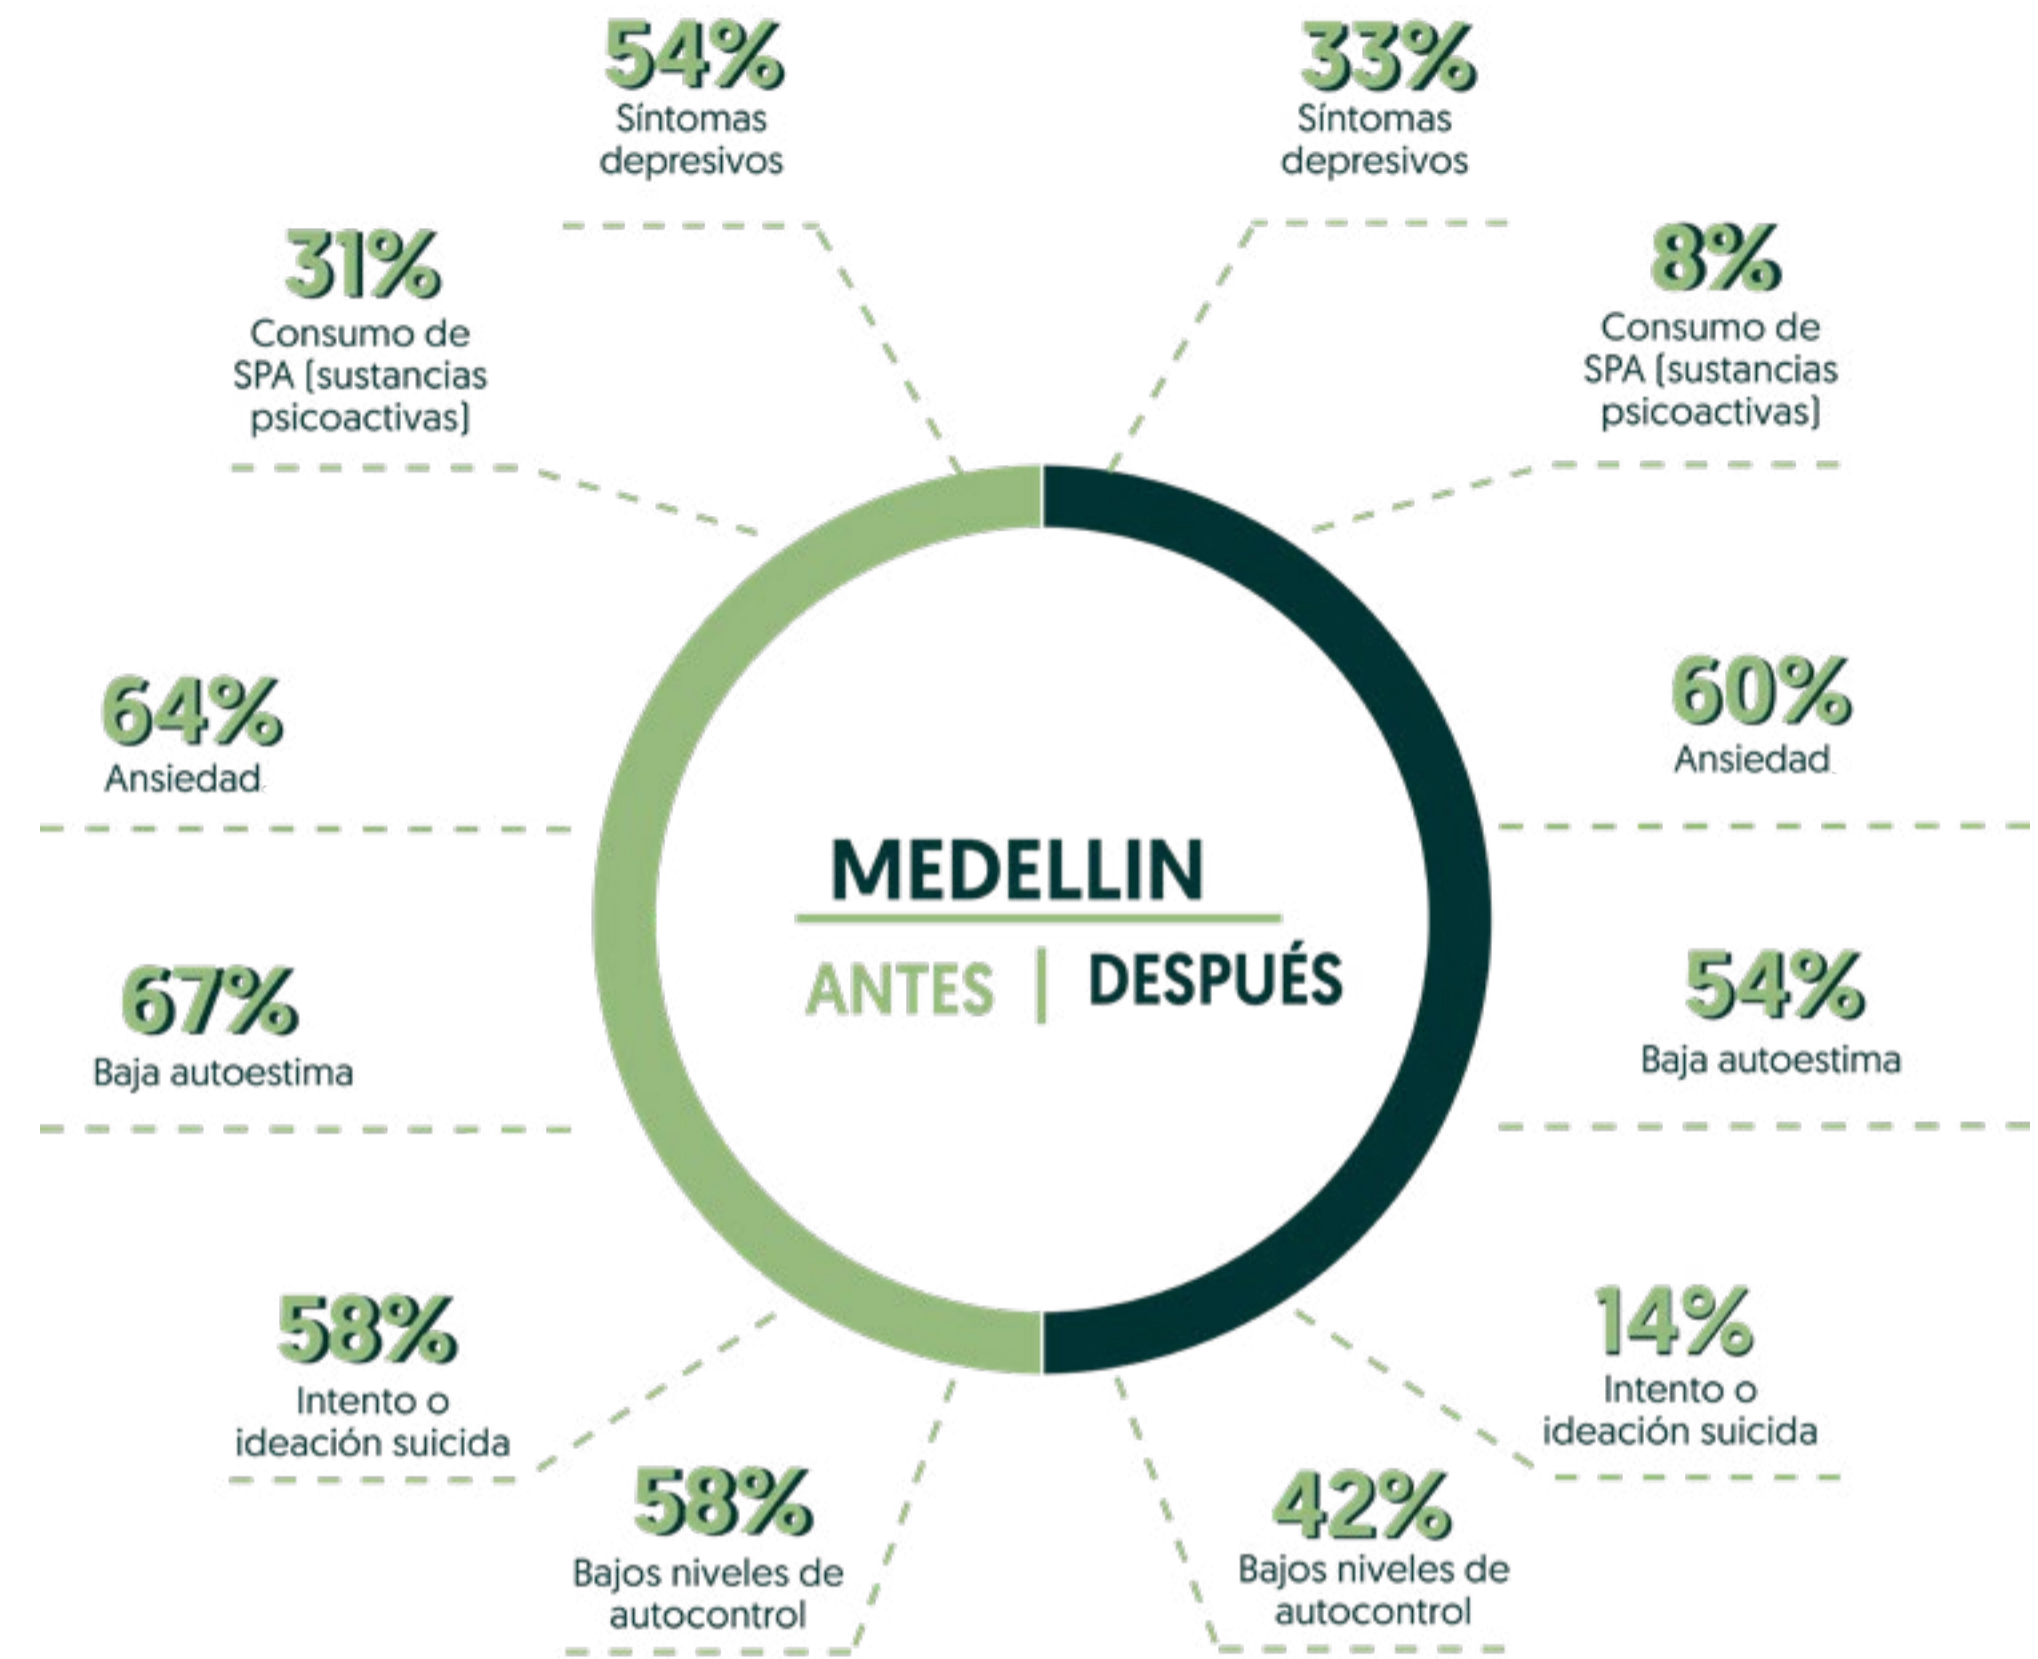 54%
Síntomas
depresivos
31%
Consumo de
SPA (sustancias
psicoactivas)
64%
Ansiedad
67%
Baja autoestima
58%
Intento o
ideación suicida
58%
Bajos niveles de
autocontrol
MEDELLIN
ANTES | DESPUÉS
33%
Síntomas
depresivos
8%
Consumo de
SPA (sustancias
psicoactivas)
60%
Ansiedad
54%
Baja autoestima
14%
Intento o
ideación suicida
42%
Bajos niveles de
autocontrol